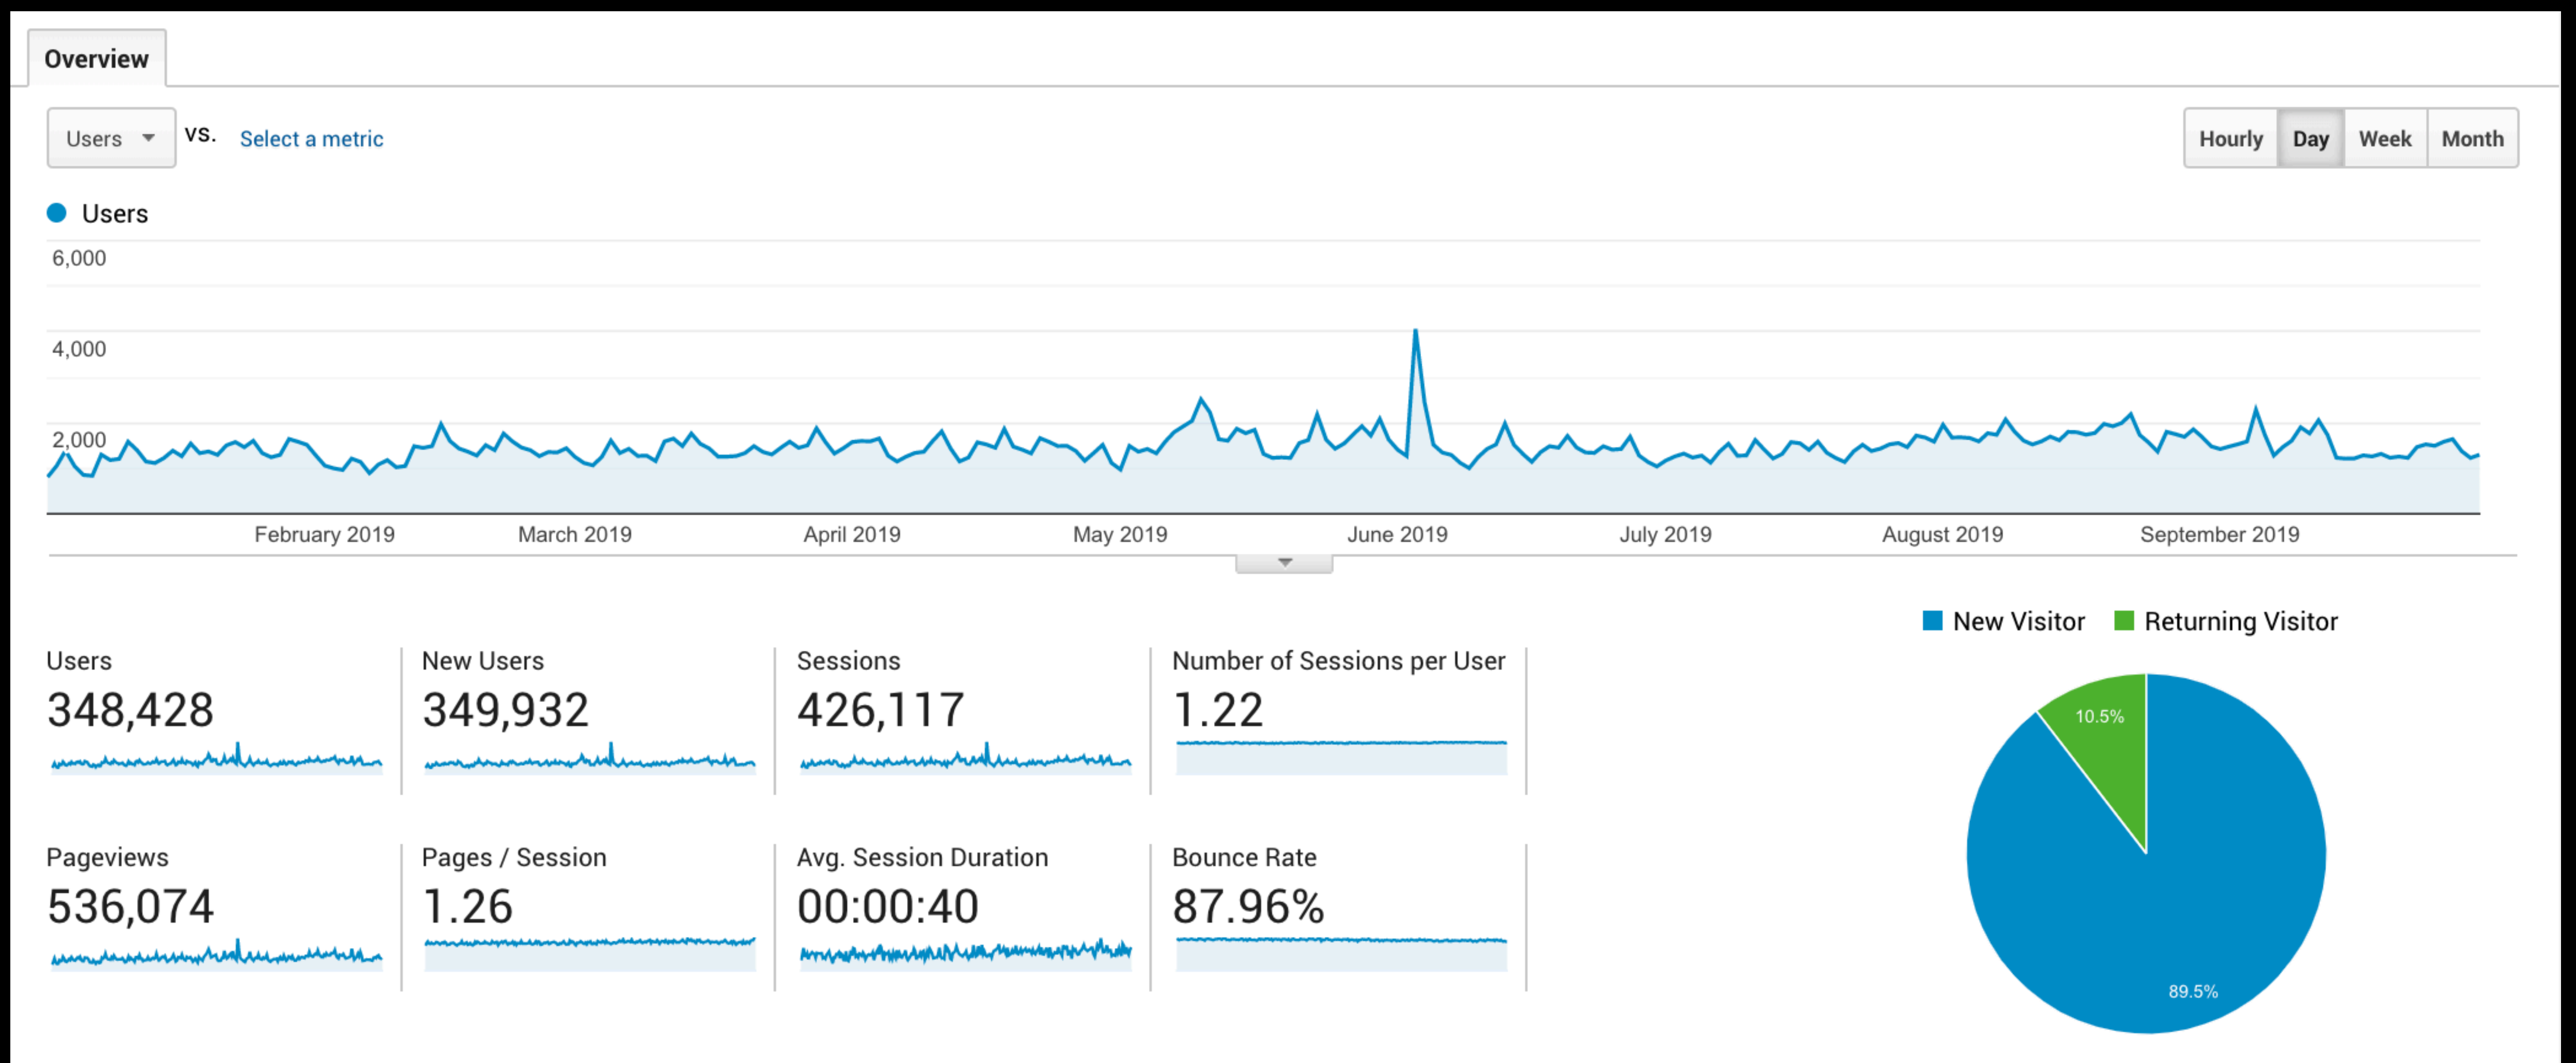 Overview
Users vs. Select a metric Hourly Day Week Month
Users
6,000
4,000
2,000
February 2019 March 2019 April 2019 May 2019 June 2019 July 2019 August 2019 September 2019
New Visitor Returning Visitor
Users New Users Sessions Number of Sessions per User
348,428 349,932 426,117 1.22
10.5%
Pageviews Pages / Session Avg. Session Duration Bounce Rate
536,074 1.26 00:00:40 87.96%
89.5%